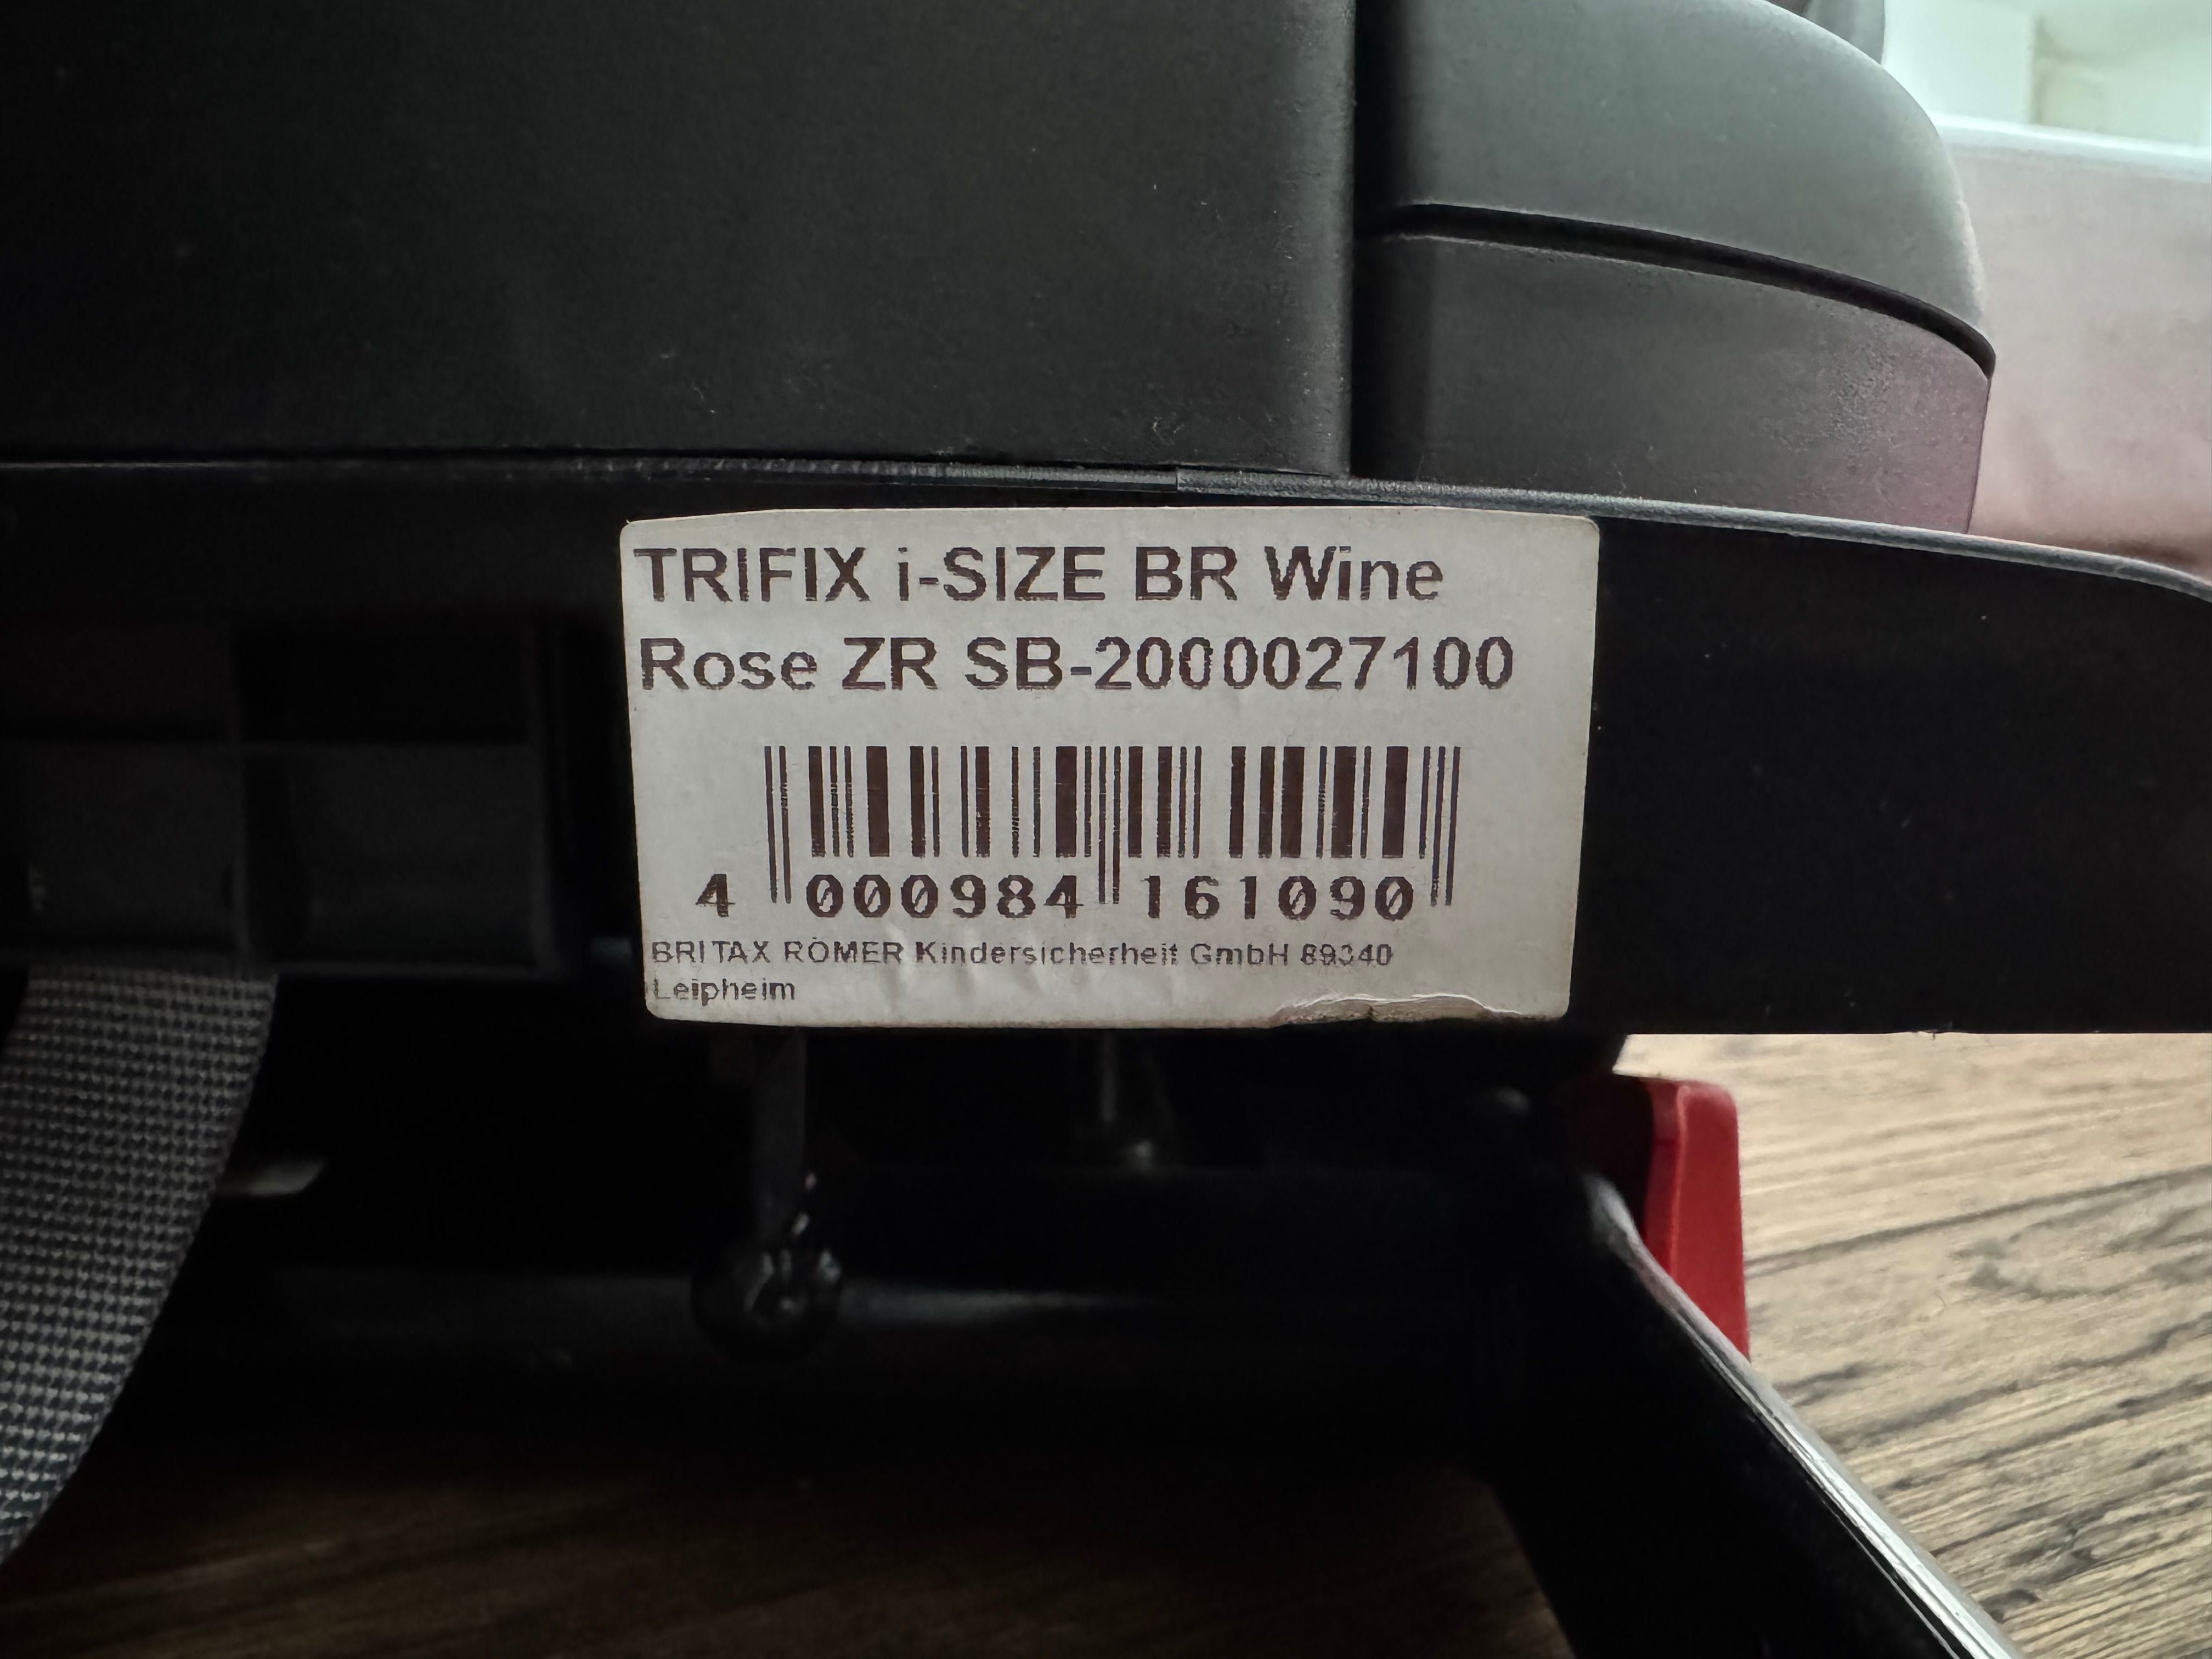 TRIFIX i-SIZE BR Wine
Rose ZR SB-2000027100
4 000984 161090
BRITAX RÖMER Kindersicherheit GmbH 89340
Leipheim